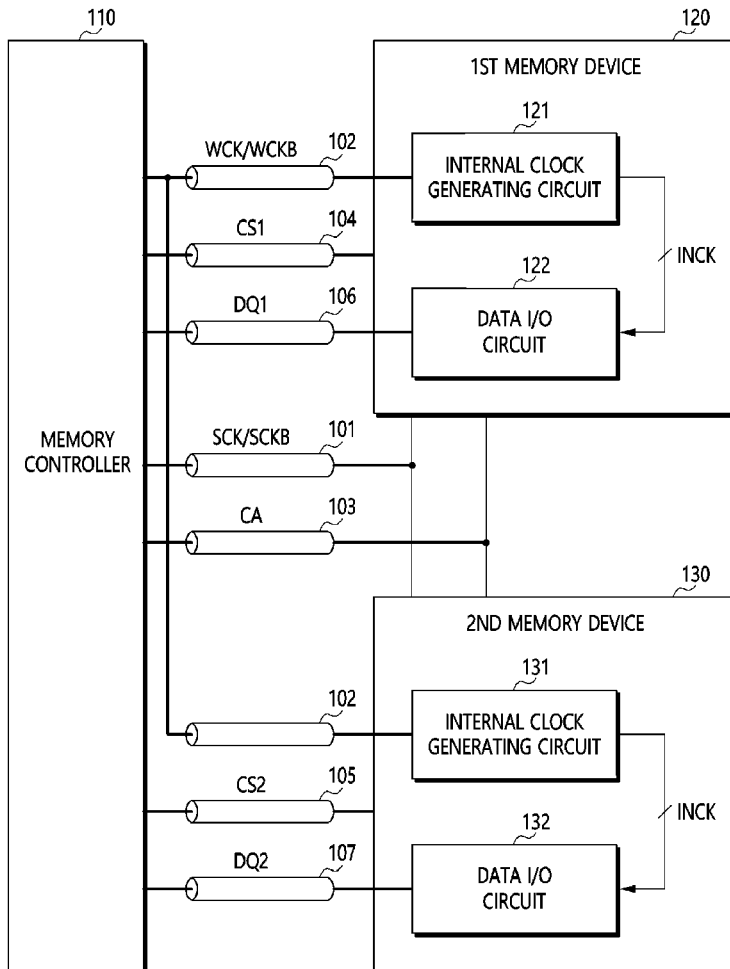 110
120
1ST MEMORY DEVICE
121
WCK/WCKB
102
INTERNAL CLOCK
GENERATING CIRCUIT
CS1
104
INCK
122
DQ1
106
DATA I/O
CIRCUIT
MEMORY
CONTROLLER
SCK/SCKB
101
CA
103
130
2ND MEMORY DEVICE
131
102
INTERNAL CLOCK
GENERATING CIRCUIT
CS2
105
INCK
132
DQ2
107
DATA I/O
CIRCUIT